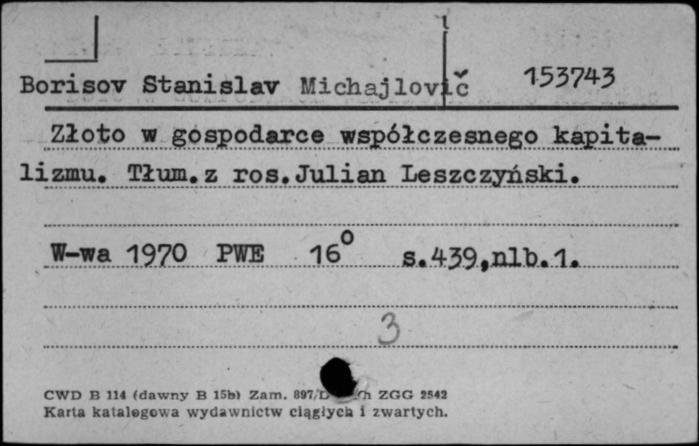 Borisov Stanislav Michajlovič 153743
Złoto w gospodarce współczesnego kapita-
lizmu. Tłum. z ros. Julian Leszczyński.
W-wa 1970 PWE 16° s.439,nlb.1.
3
CWD B 114 (dawny B 15b) Zam. 897/D ZGG 2542
Karta katalogowa wydawnictw ciągłych i zwartych.